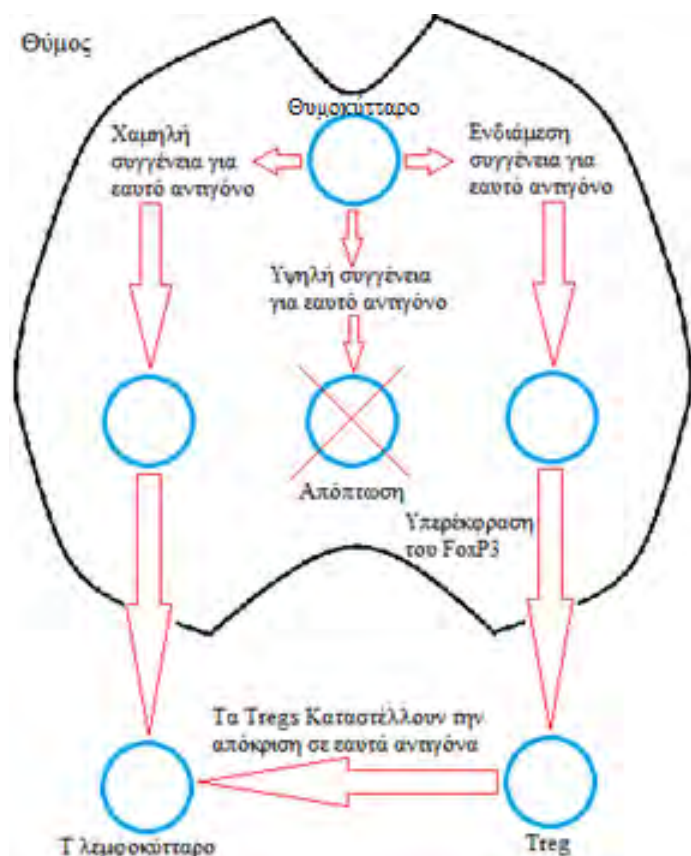 Θύμος
Θυμοκύτταρο
Χαμηλή
συγγένεια για
εαυτό αντιγόνο
Ενδιάμεση
συγγένεια για
εαυτό αντιγόνο
Υψηλή συγγένεια
για εαυτό αντιγόνο
Απόπτωση
Υπερέκφραση
του FoxP3
Τα Tregs Καταστέλλουν την
απόκριση σε εαυτά αντιγόνα
Τ λεμφοκύτταρο
Treg